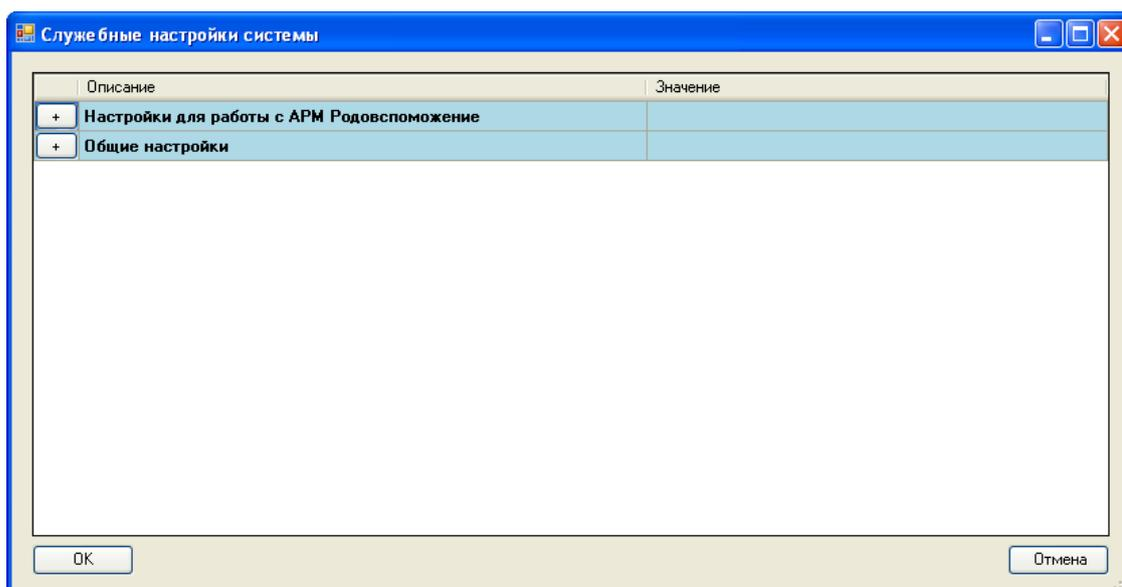 Служебные настройки системы
Описание Значение
+ Настройки для работы с АРМ Родовспоможение
+ Общие настройки
OK Отмена